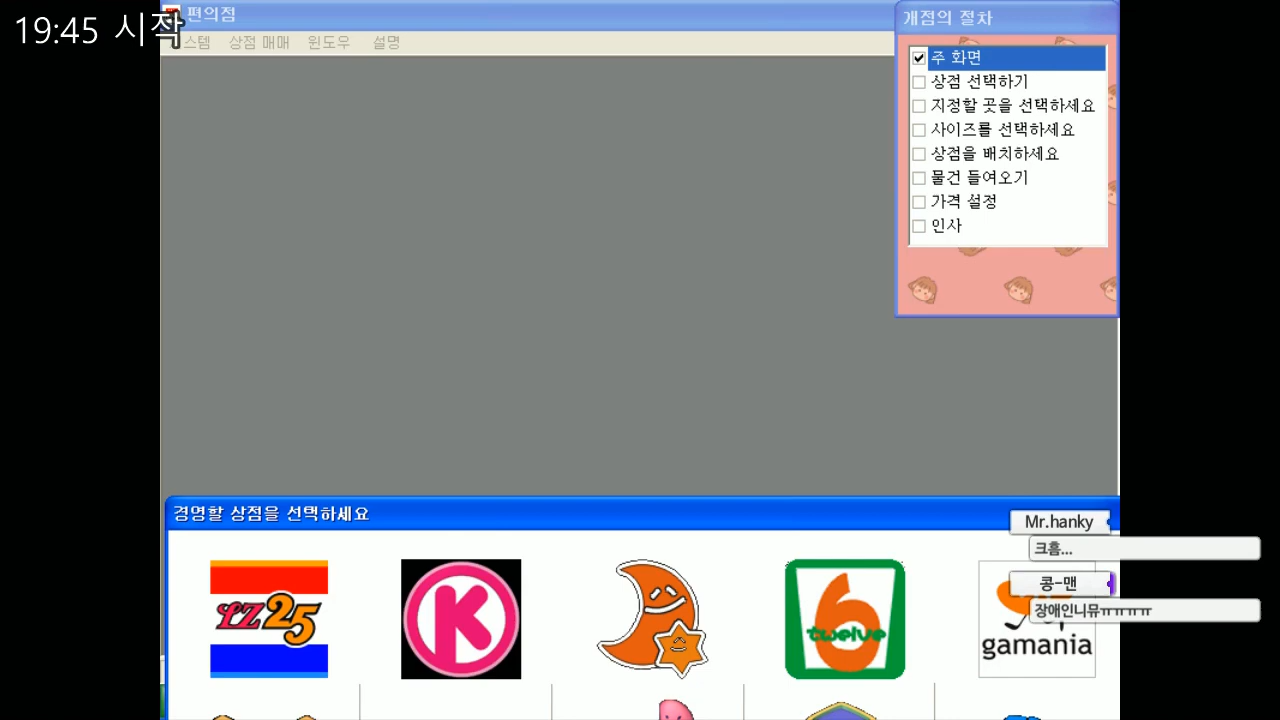 19:45 시작
편의점
스템
상점 매매
윈도우
설명
개점의 절차
주 화면
상점 선택하기
지정할 곳을 선택하세요
사이즈를 선택하세요
상점을 배치하세요
물건 들여오기
가격 설정
인사
경영할 상점을 선택하세요
LZ 25
K
6 twelve
gamania
Mr.hanky
크흠...
콩-맨
장애인니뮤ㅠㅠㅠㅠ